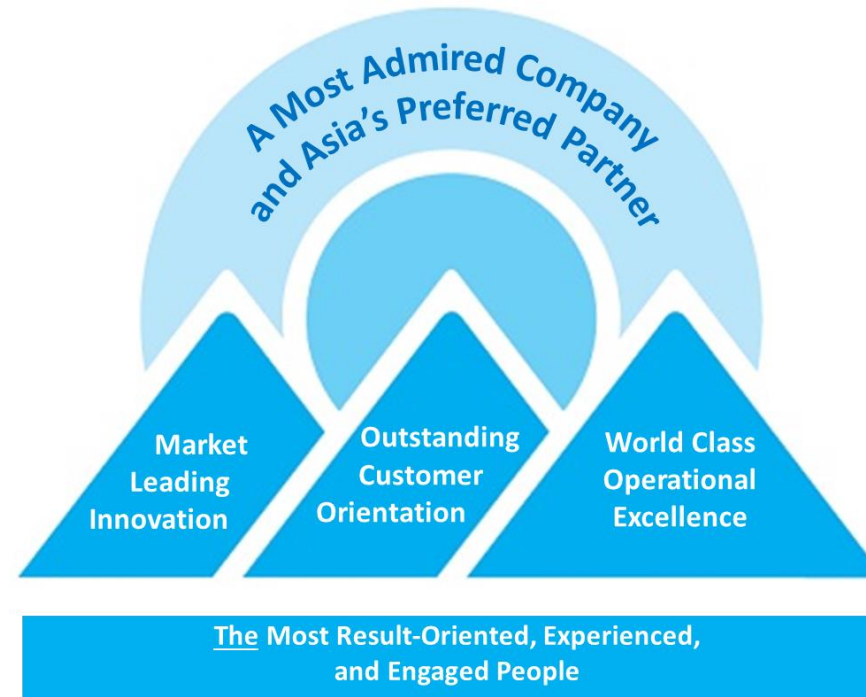 A Most Admired Company
and Asia's Preferred Partner
Market
Leading
Innovation
Outstanding
Customer
Orientation
World Class
Operational
Excellence
The Most Result-Oriented, Experienced,
and Engaged People